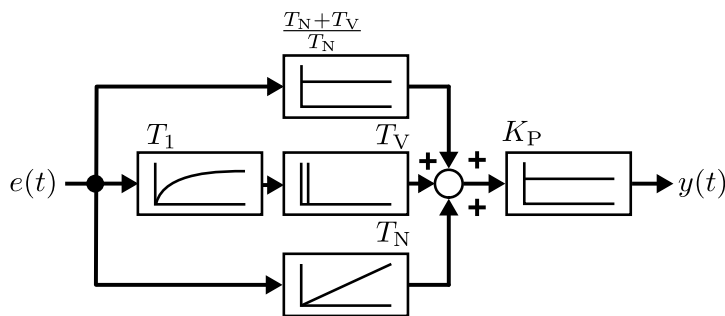 T_N+T_V
T_N
T_1
T_V
K_P
+
+
e(t)
y(t)
+
T_N